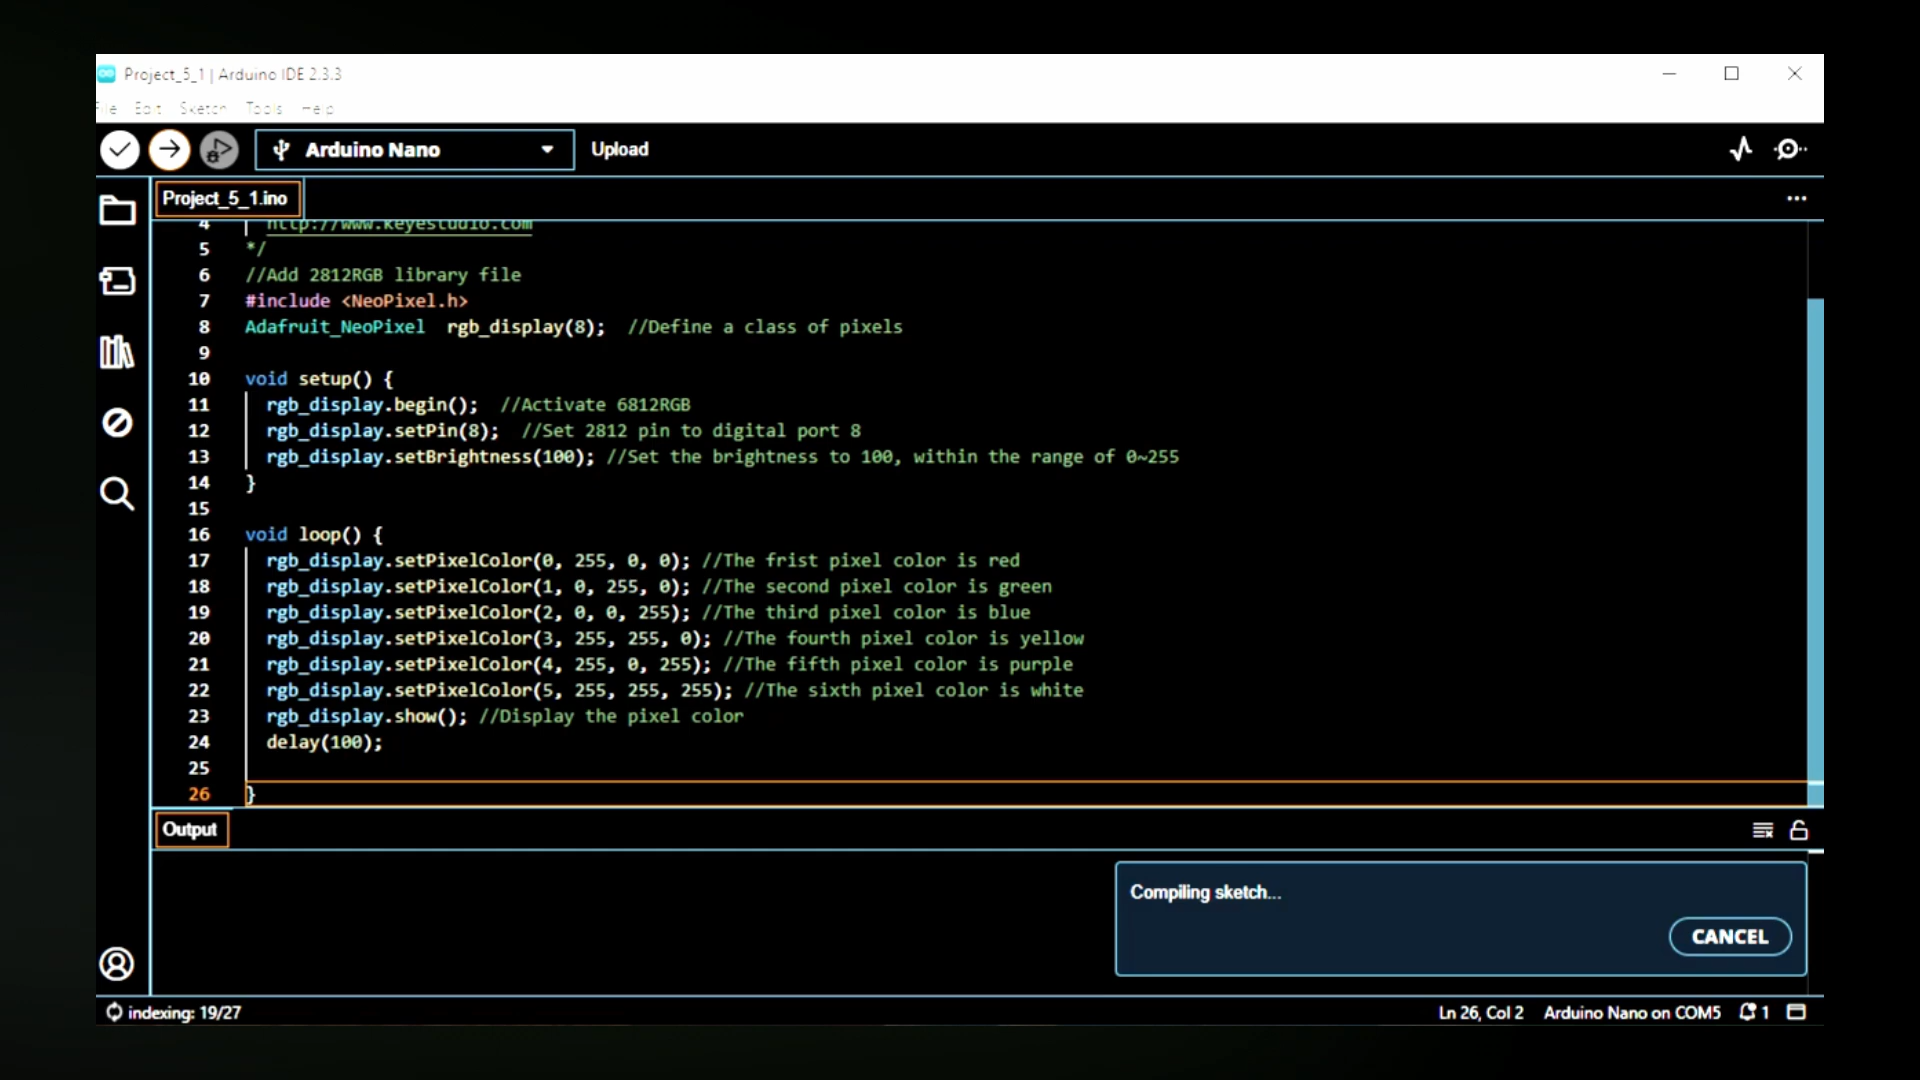 Project_5_1 | Arduino IDE 2.3.3
File Edit Sketch Tools Help
Arduino Nano
Upload
Project_5_1.ino
4 http://www.keyestudio.com
5 */
6 //Add 2812RGB library file
7 #include <NeoPixel.h>
8 Adafruit_NeoPixel  rgb_display(8);  //Define a class of pixels
9
10 void setup() {
11 rgb_display.begin();  //Activate 6812RGB
12 rgb_display.setPin(8);  //Set 2812 pin to digital port 8
13 rgb_display.setBrightness(100); //Set the brightness to 100, within the range of 0~255
14 }
15
16 void loop() {
17 rgb_display.setPixelColor(0, 255, 0, 0); //The frist pixel color is red
18 rgb_display.setPixelColor(1, 0, 255, 0); //The second pixel color is green
19 rgb_display.setPixelColor(2, 0, 0, 255); //The third pixel color is blue
20 rgb_display.setPixelColor(3, 255, 255, 0); //The fourth pixel color is yellow
21 rgb_display.setPixelColor(4, 255, 0, 255); //The fifth pixel color is purple
22 rgb_display.setPixelColor(5, 255, 255, 255); //The sixth pixel color is white
23 rgb_display.show(); //Display the pixel color
24 delay(100);
25
26 }
Output
Compiling sketch...
CANCEL
indexing: 19/27
Ln 26, Col 2
Arduino Nano on COM5
1